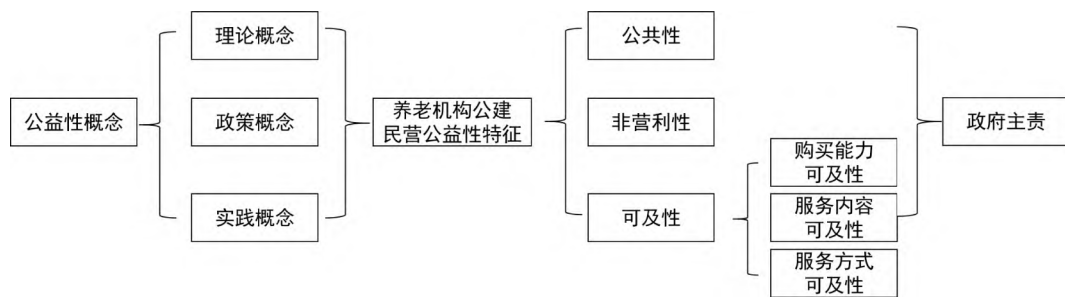 公益性概念
理论概念
政策概念
实践概念
养老机构公建
民营公益性特征
公共性
非营利性
可及性
购买能力
可及性
服务内容
可及性
服务方式
可及性
政府主责